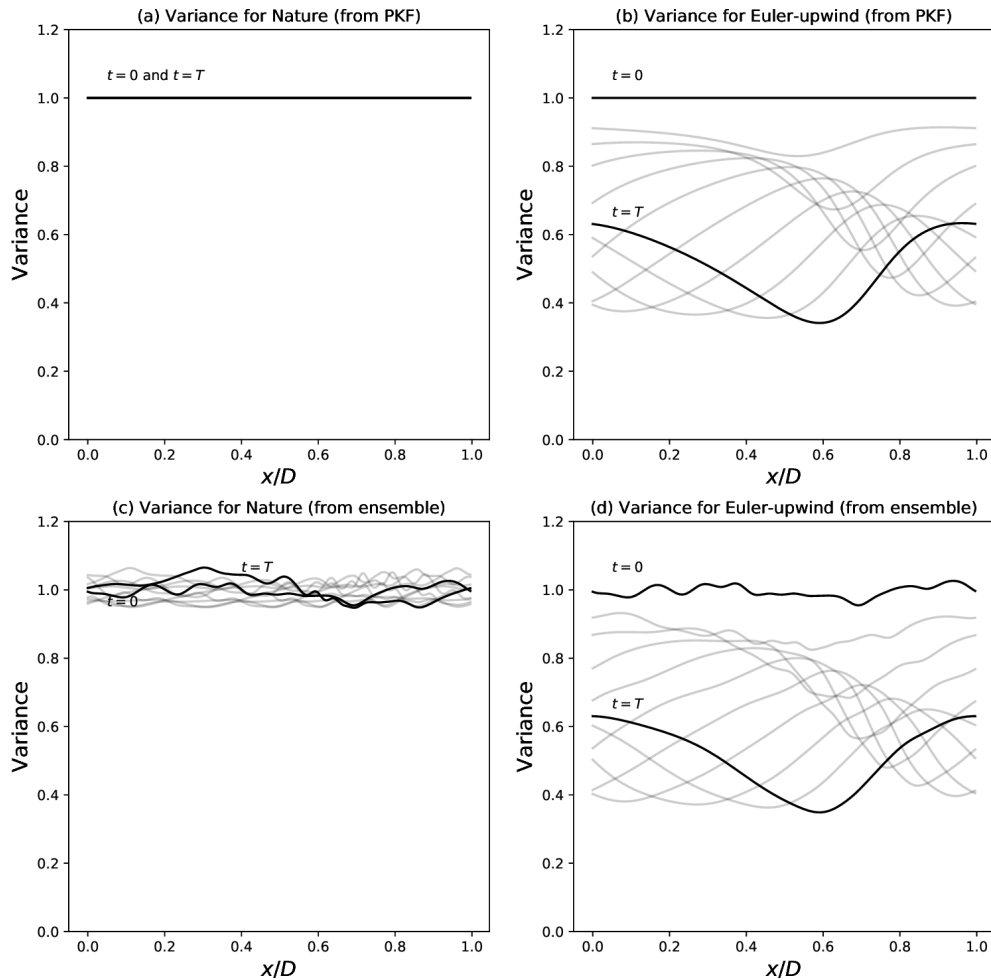 (a) Variance for Nature (from PKF)
1.2
t = 0 and t = T
1.0
0.8
Variance
0.6
0.4
0.2
0.0
0.0 0.2 0.4 0.6 0.8 1.0
x/D
(b) Variance for Euler-upwind (from PKF)
1.2
t = 0
1.0
0.8
t = T
Variance
0.6
0.4
0.2
0.0
0.0 0.2 0.4 0.6 0.8 1.0
x/D
(c) Variance for Nature (from ensemble)
1.2
t = T
1.0
t = 0
0.8
Variance
0.6
0.4
0.2
0.0
0.0 0.2 0.4 0.6 0.8 1.0
x/D
(d) Variance for Euler-upwind (from ensemble)
1.2
t = 0
1.0
0.8
t = T
Variance
0.6
0.4
0.2
0.0
0.0 0.2 0.4 0.6 0.8 1.0
x/D